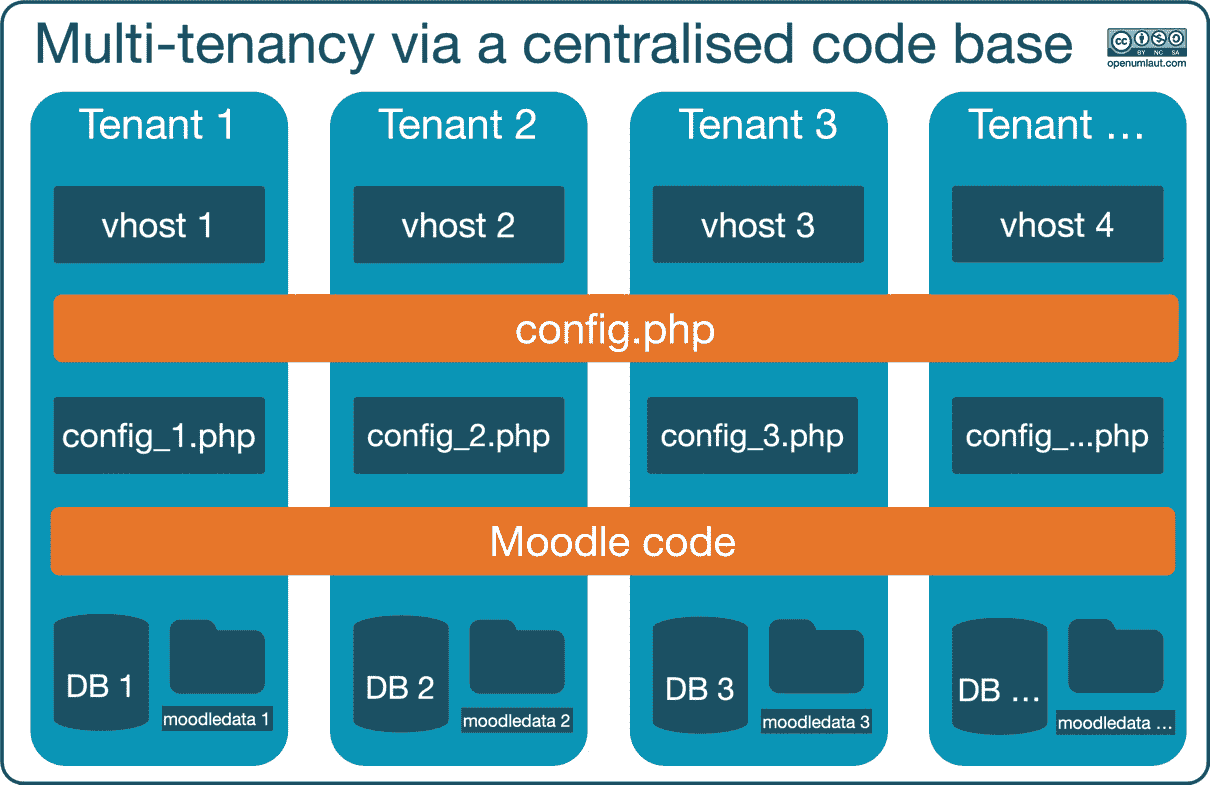 Multi-tenancy via a centralised code base
cc
BY NC SA
openumlaut.com
Tenant 1
Tenant 2
Tenant 3
Tenant ...
vhost 1
vhost 2
vhost 3
vhost 4
config.php
config_1.php
config_2.php
config_3.php
config_...php
Moodle code
DB 1
moodledata 1
DB 2
moodledata 2
DB 3
moodledata 3
DB ...
moodledata ...